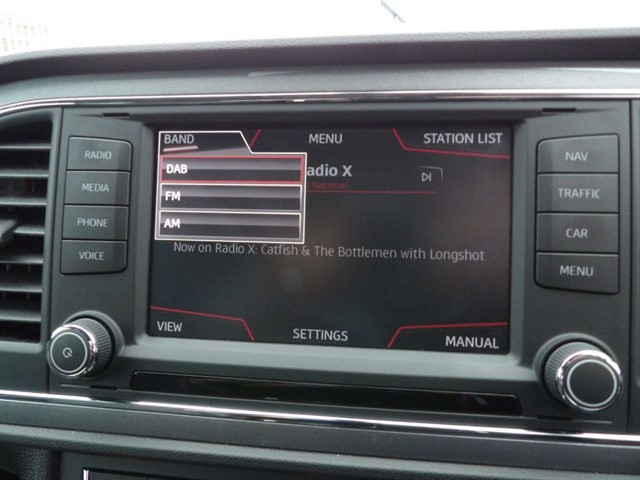 BAND MENU STATION LIST
RADIO
MEDIA
PHONE
VOICE
DAB
FM
AM
adio X
National
Now on Radio X: Catfish & The Bottlemen with Longshot
VIEW SETTINGS MANUAL
NAV
TRAFFIC
CAR
MENU